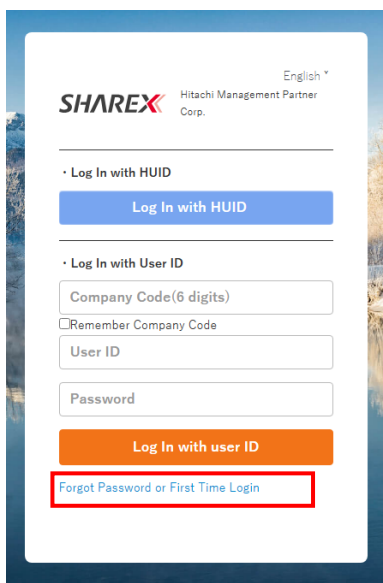 English ˅
SHAREX
Hitachi Management Partner
Corp.
・Log In with HUID
Log In with HUID
・Log In with User ID
Company Code(6 digits)
Remember Company Code
User ID
Password
Log In with user ID
Forgot Password or First Time Login